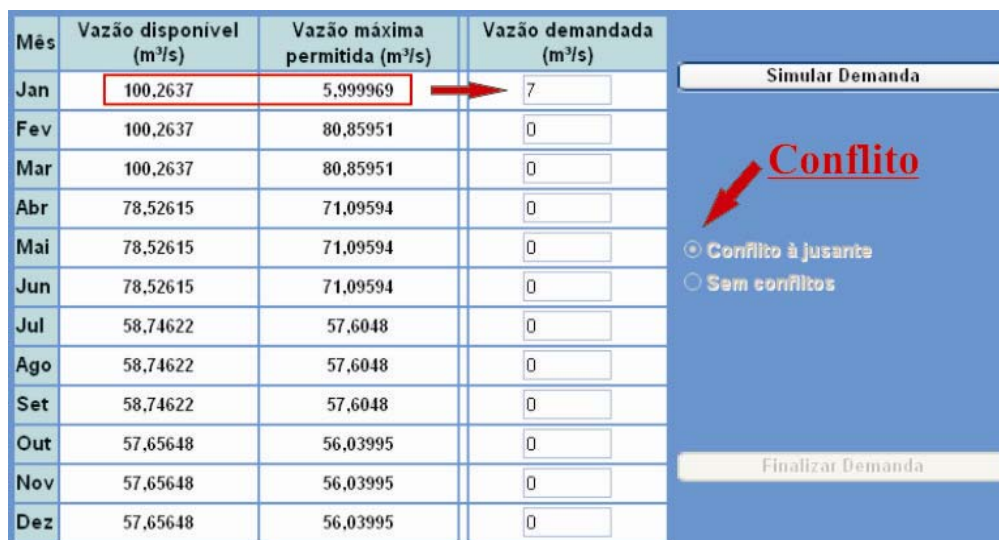 Mês Vazão disponível (m³/s) Vazão máxima permitida (m³/s) Vazão demandada (m³/s)
Jan 100,2637 5,999969 7
Fev 100,2637 80,85951 0
Mar 100,2637 80,85951 0
Abr 78,52615 71,09594 0
Mai 78,52615 71,09594 0
Jun 78,52615 71,09594 0
Jul 58,74622 57,6048 0
Ago 58,74622 57,6048 0
Set 58,74622 57,6048 0
Out 57,65648 56,03995 0
Nov 57,65648 56,03995 0
Dez 57,65648 56,03995 0
Simular Demanda
Conflito
Conflito à jusante
Sem conflitos
Finalizar Demanda